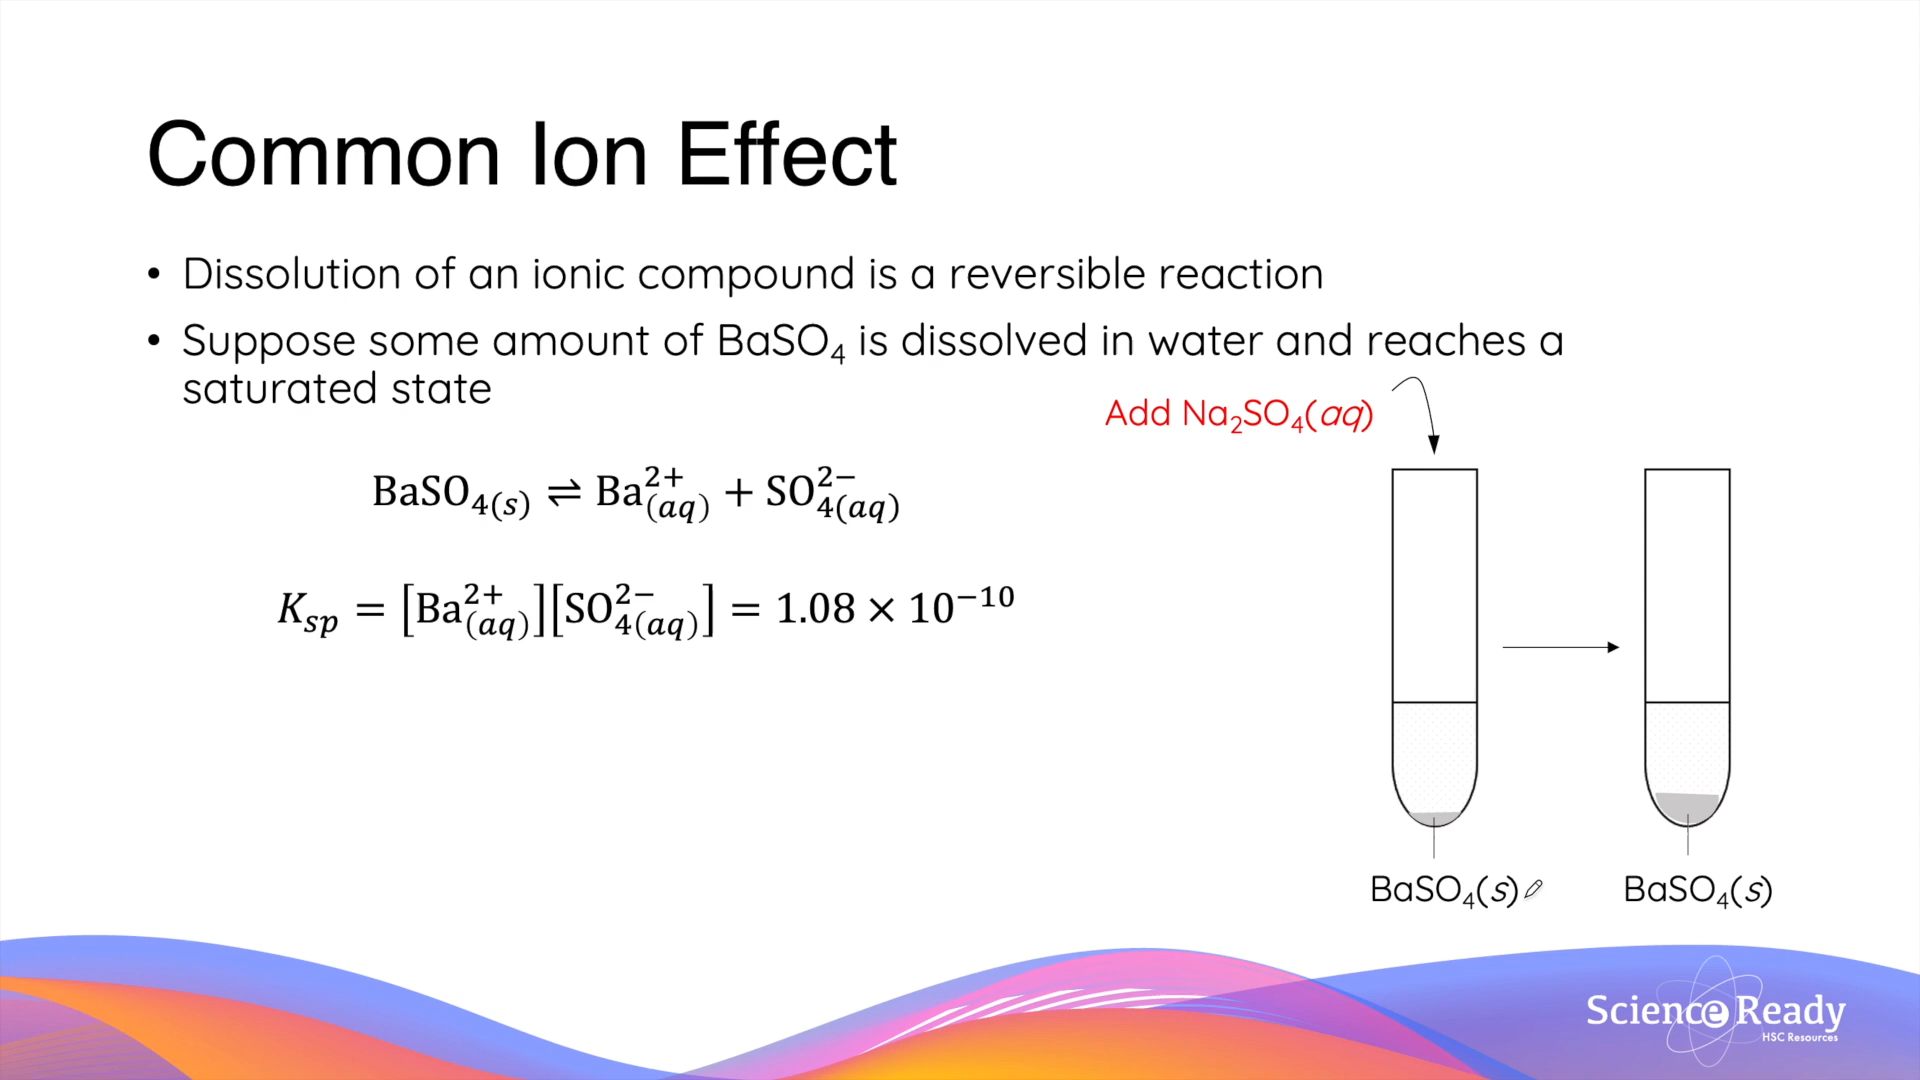 Common Ion Effect
• Dissolution of an ionic compound is a reversible reaction
• Suppose some amount of BaSO₄ is dissolved in water and reaches a
saturated state
Add Na₂SO₄(aq)
BaSO₄₍s₎ ⇌ Ba²⁺(aq) + SO₄²⁻(aq)
Ksp = [Ba²⁺(aq)][SO₄²⁻(aq)] = 1.08 × 10⁻¹⁰
BaSO₄(s)
BaSO₄(s)
Science Ready
HSC Resources